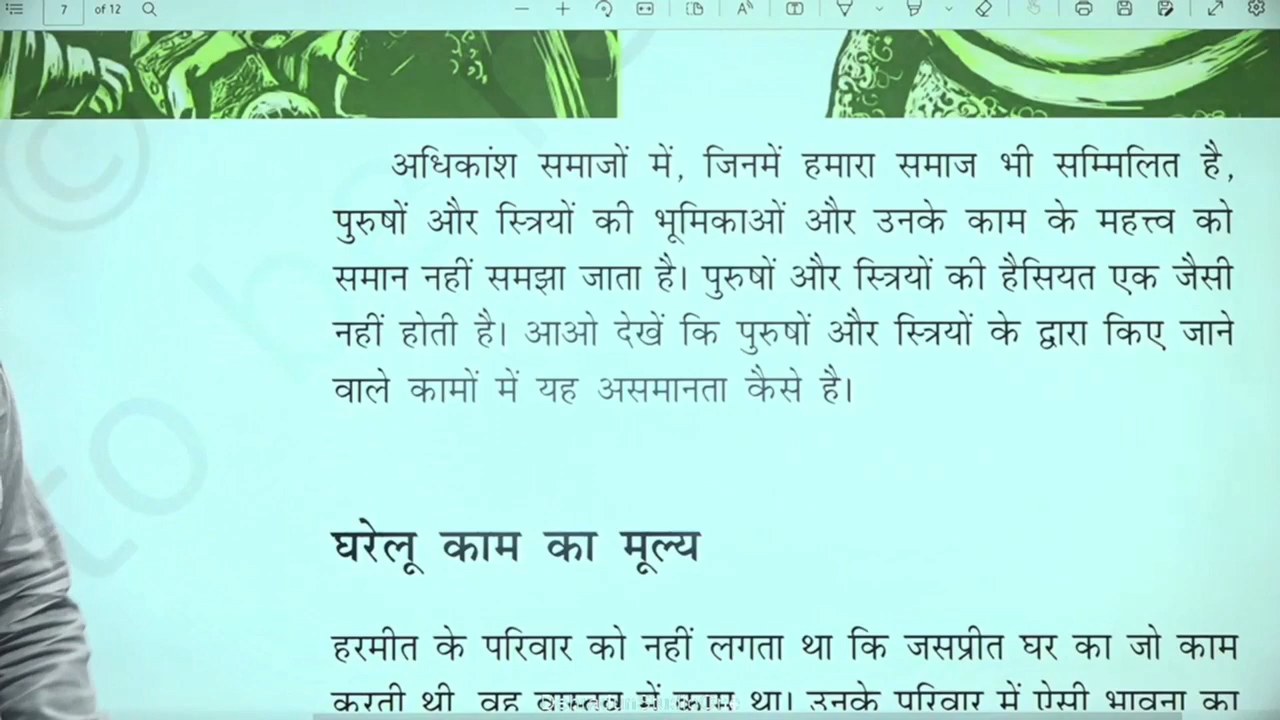 7 of 12
अधिकांश समाजों में, जिनमें हमारा समाज भी सम्मिलित है,
पुरुषों और स्त्रियों की भूमिकाओं और उनके काम के महत्त्व को
समान नहीं समझा जाता है। पुरुषों और स्त्रियों की हैसियत एक जैसी
नहीं होती है। आओ देखें कि पुरुषों और स्त्रियों के द्वारा किए जाने
वाले कामों में यह असमानता कैसे है।
घरेलू काम का मूल्य
हरमीत के परिवार को नहीं लगता था कि जसप्रीत घर का जो काम
करती थी, वह वास्तव में काम था। उनके परिवार में ऐसी भावना का
to b